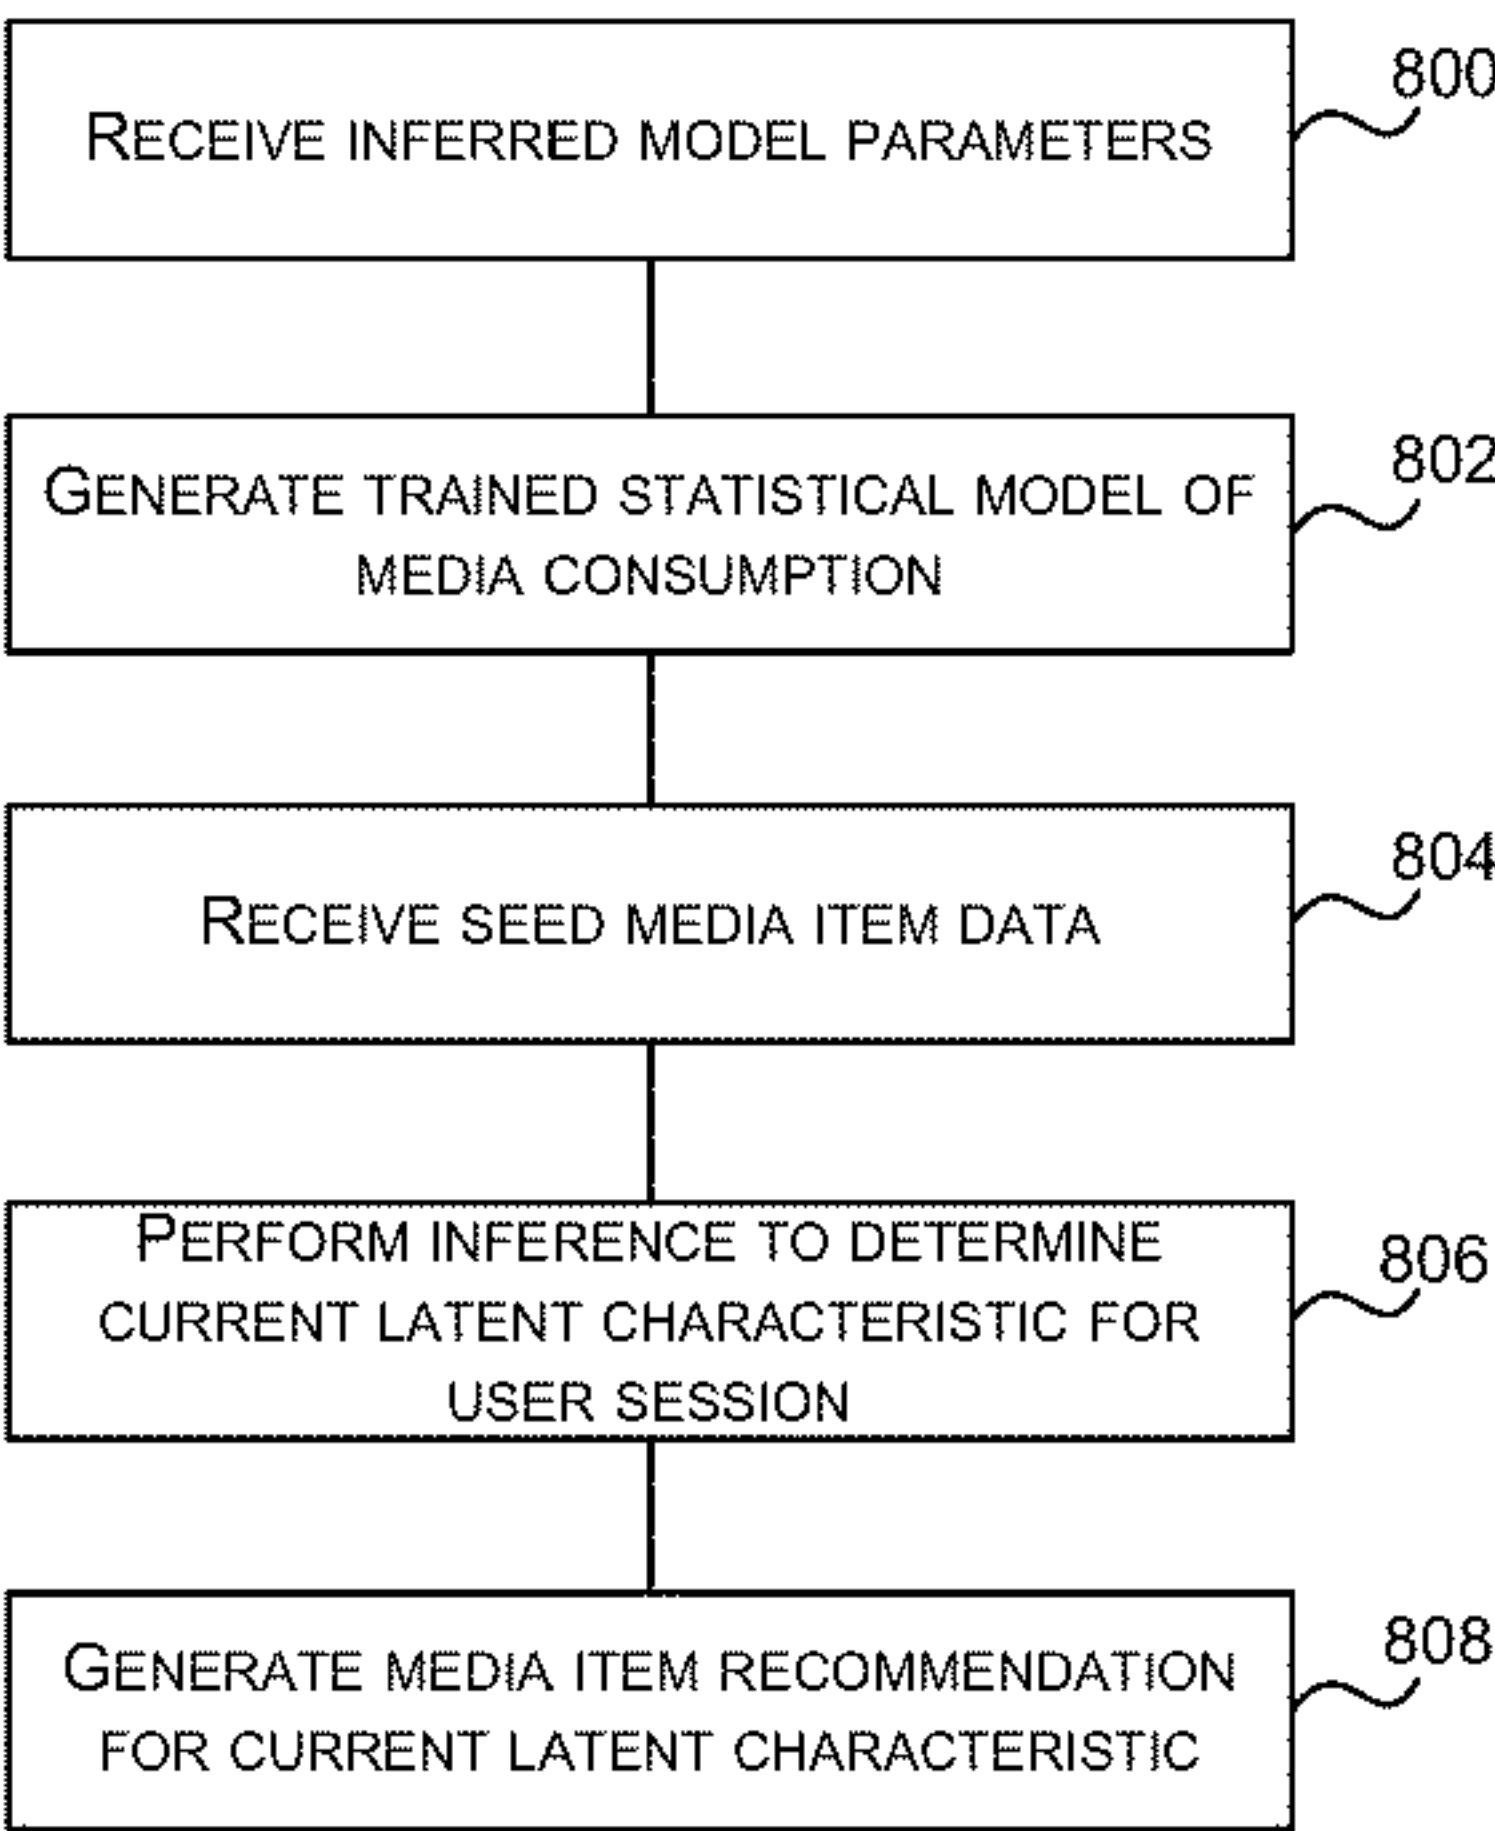 RECEIVE INFERRED MODEL PARAMETERS
800
GENERATE TRAINED STATISTICAL MODEL OF
MEDIA CONSUMPTION
802
RECEIVE SEED MEDIA ITEM DATA
804
PERFORM INFERENCE TO DETERMINE
CURRENT LATENT CHARACTERISTIC FOR
USER SESSION
806
GENERATE MEDIA ITEM RECOMMENDATION
FOR CURRENT LATENT CHARACTERISTIC
808